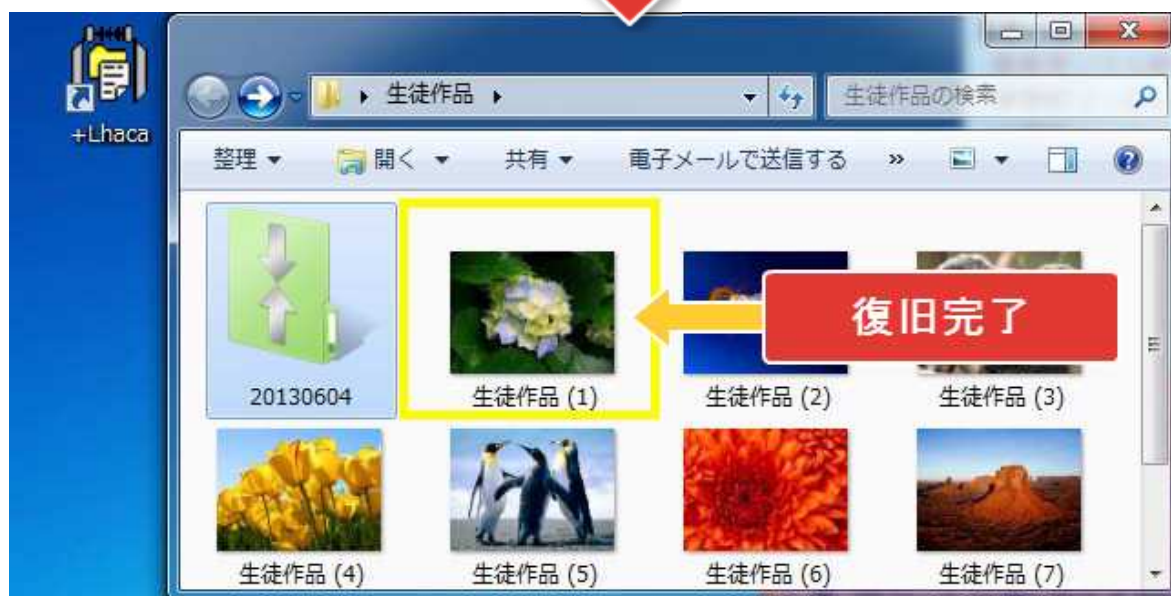 +Lhaca
生徒作品
生徒作品の検索
整理
開く
共有
電子メールで送信する
»
復旧完了
20130604
生徒作品 (1)
生徒作品 (2)
生徒作品 (3)
生徒作品 (4)
生徒作品 (5)
生徒作品 (6)
生徒作品 (7)